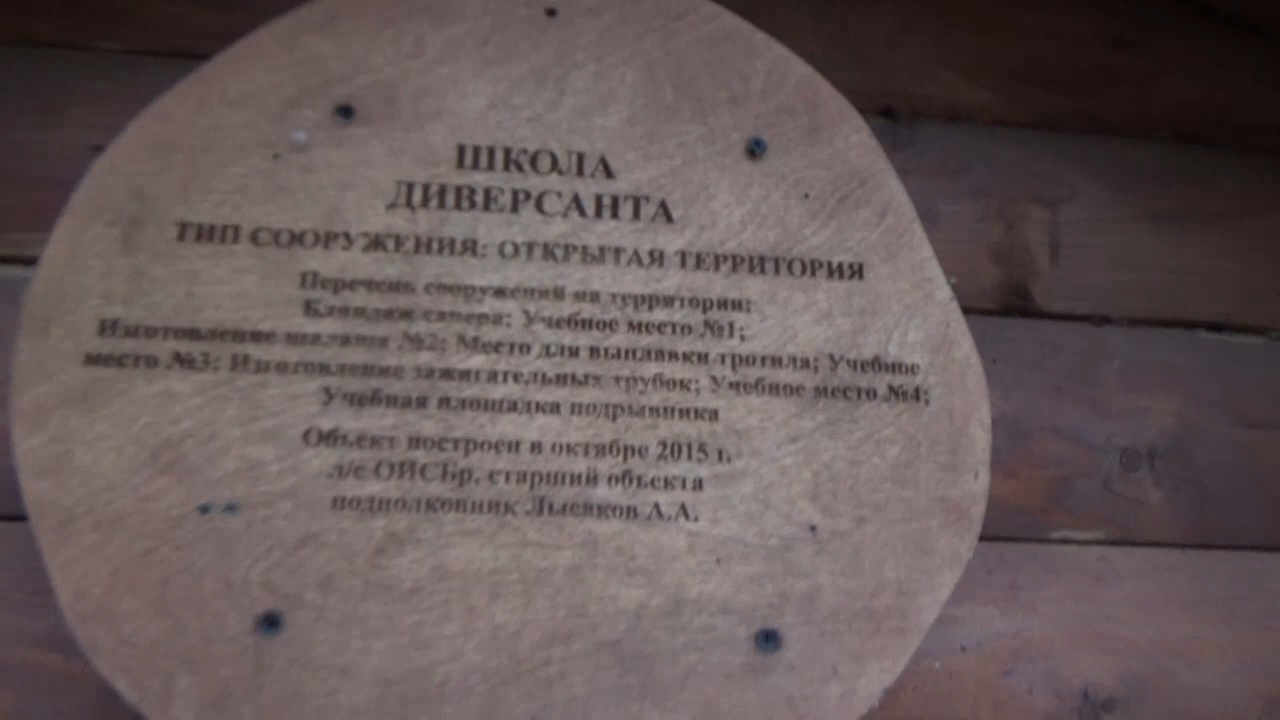 ШКОЛА
ДИВЕРСАНТА
ТИП СООРУЖЕНИЯ: ОТКРЫТАЯ ТЕРРИТОРИЯ
Перечень сооружений на территории:
Блиндаж сапера; Учебное место №1;
Изготовление шалаша №2; Место для выплавки тротила; Учебное
место №3; Изготовление зажигательных трубок; Учебное место №4;
Учебная площадка подрывника
Объект построен в октябре 2015 г.
л/с ОИСБр, старший объекта
подполковник А.А.